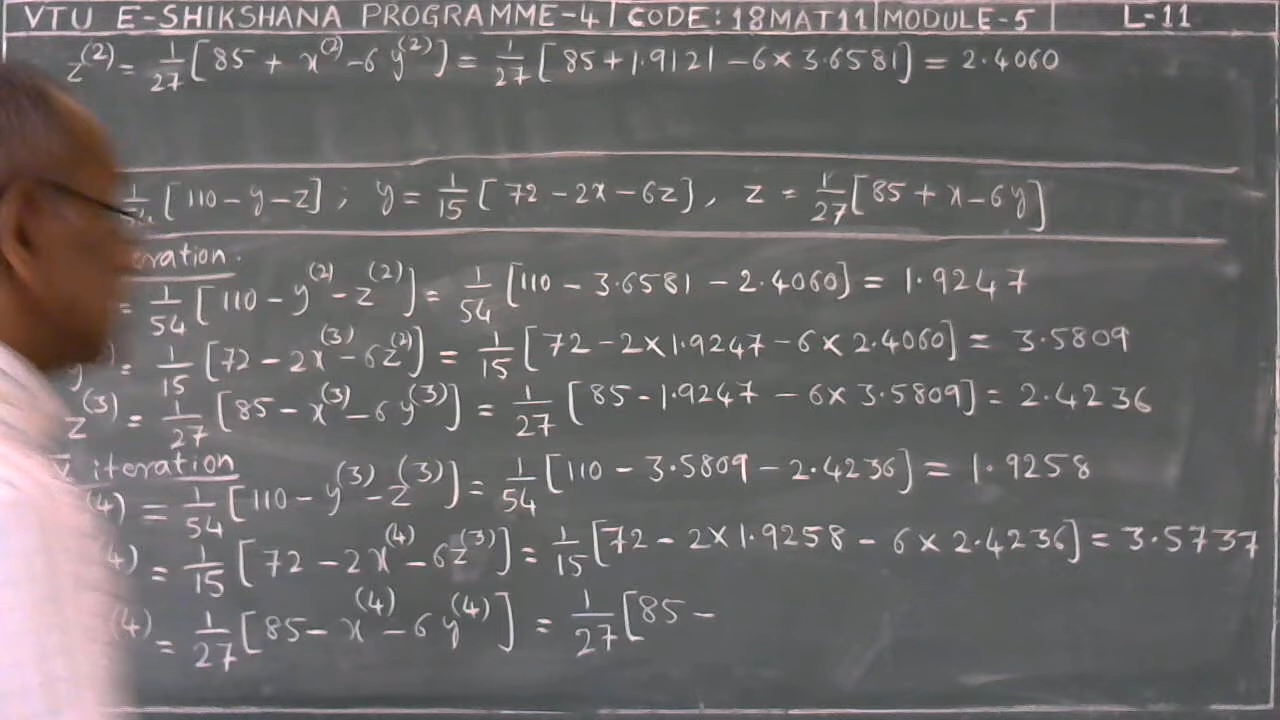 VTU E-SHIKSHANA PROGRAMME-4 | CODE: 18MAT11 | MODULE-5 | L-11
z⁽²⁾ = 1/27 [85 + x⁽²⁾ - 6 y⁽²⁾] = 1/27 [85 + 1.9121 - 6 × 3.6581] = 2.4060
[110 - y - z] ; y = 1/15 [72 - 2x - 6z], z = 1/27 [85 + x - 6y]
eration.
= 1/54 [110 - y⁽²⁾ - z⁽²⁾] = 1/54 [110 - 3.6581 - 2.4060] = 1.9247
= 1/15 [72 - 2x⁽³⁾ - 6z⁽²⁾] = 1/15 [72 - 2×1.9247 - 6 × 2.4060] = 3.5809
z⁽³⁾ = 1/27 [85 - x⁽³⁾ - 6 y⁽³⁾] = 1/27 [85 - 1.9247 - 6× 3.5809] = 2.4236
iteration
(4) = 1/54 [110 - y⁽³⁾ - z⁽³⁾] = 1/54 [110 - 3.5809 - 2.4236] = 1.9258
4) = 1/15 [72 - 2x⁽⁴⁾ - 6z⁽³⁾] = 1/15 [72 - 2×1.9258 - 6 × 2.4236] = 3.5737
(4) = 1/27 [85 - x⁽⁴⁾ - 6 y⁽⁴⁾] = 1/27 [85 -